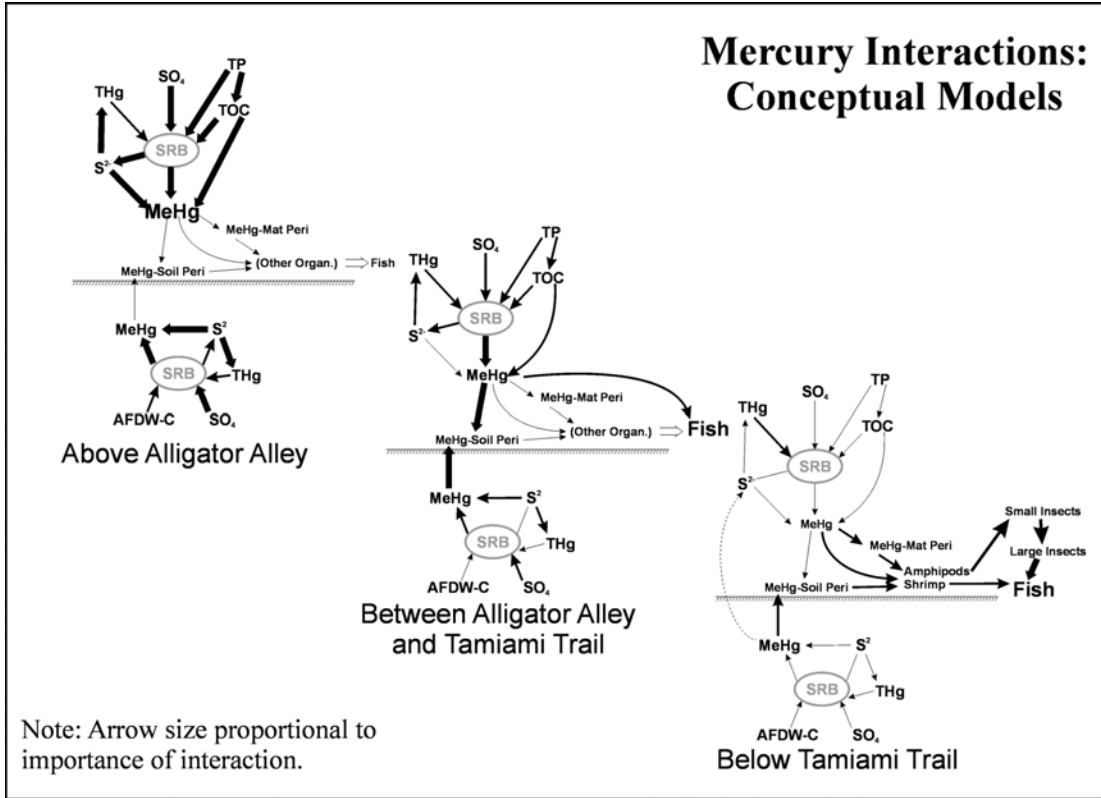 Mercury Interactions:
Conceptual Models
TP
SO₄
THg
TOC
SRB
S²⁻
MeHg
MeHg-Mat Peri
(Other Organ.)
Fish
MeHg-Soil Peri
MeHg
S²
SRB
THg
AFDW-C
SO₄
Above Alligator Alley
TP
SO₄
THg
TOC
SRB
S²⁻
MeHg
MeHg-Mat Peri
(Other Organ.)
Fish
MeHg-Soil Peri
MeHg
S²
SRB
THg
AFDW-C
SO₄
Between Alligator Alley
and Tamiami Trail
TP
SO₄
THg
TOC
SRB
S²⁻
MeHg
Small Insects
MeHg-Mat Peri
Large Insects
Amphipods
Shrimp
MeHg-Soil Peri
Fish
MeHg
S²
SRB
THg
AFDW-C
SO₄
Below Tamiami Trail
Note: Arrow size proportional to
importance of interaction.